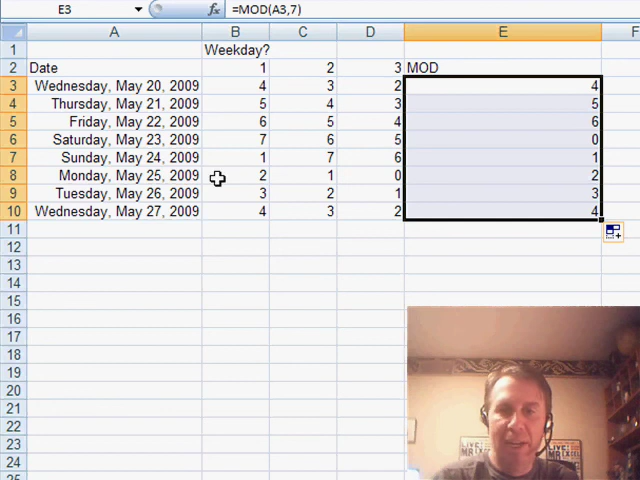 E3 fx =MOD(A3,7)
A B C D E F
1 Weekday?
2 Date 1 2 3 MOD
3 Wednesday, May 20, 2009 4 3 2 4
4 Thursday, May 21, 2009 5 4 3 5
5 Friday, May 22, 2009 6 5 4 6
6 Saturday, May 23, 2009 7 6 5 0
7 Sunday, May 24, 2009 1 7 6 1
8 Monday, May 25, 2009 2 1 0 2
9 Tuesday, May 26, 2009 3 2 1 3
10 Wednesday, May 27, 2009 4 3 2 4
11
12
13
14
15
16
17
18
19
20
21
22
23
24
25